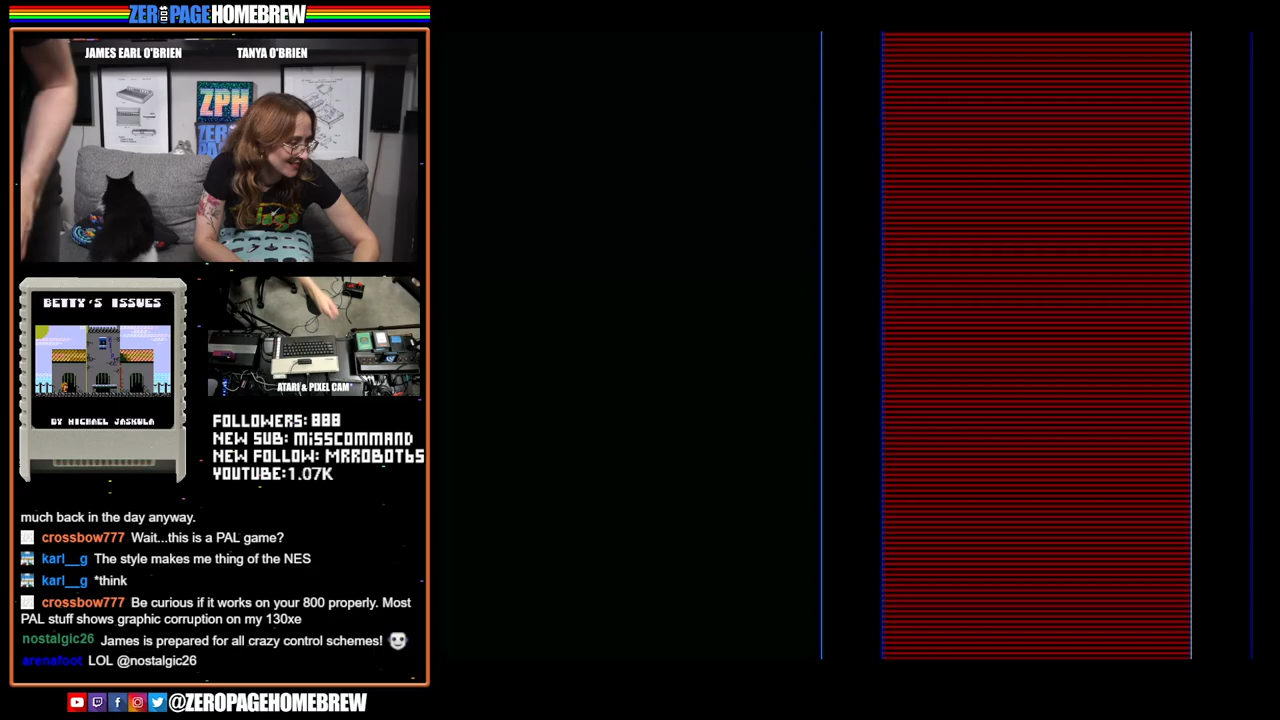 ZERO PAGE HOMEBREW
JAMES EARL O'BRIEN
TANYA O'BRIEN
ZPH
BETTY'S ISSUES
BY MICHAEL JASKULA
ATARI & PIXEL CAM
FOLLOWERS: 888
NEW SUB: MISSCOMMAND
NEW FOLLOW: MRROBOT65
YOUTUBE:1.07K
much back in the day anyway.
crossbow777 Wait...this is a PAL game?
karl__g The style makes me thing of the NES
karl__g *think
crossbow777 Be curious if it works on your 800 properly. Most
PAL stuff shows graphic corruption on my 130xe
nostalgic26 James is prepared for all crazy control schemes!
arenafoot LOL @nostalgic26
@ZEROPAGEHOMEBREW